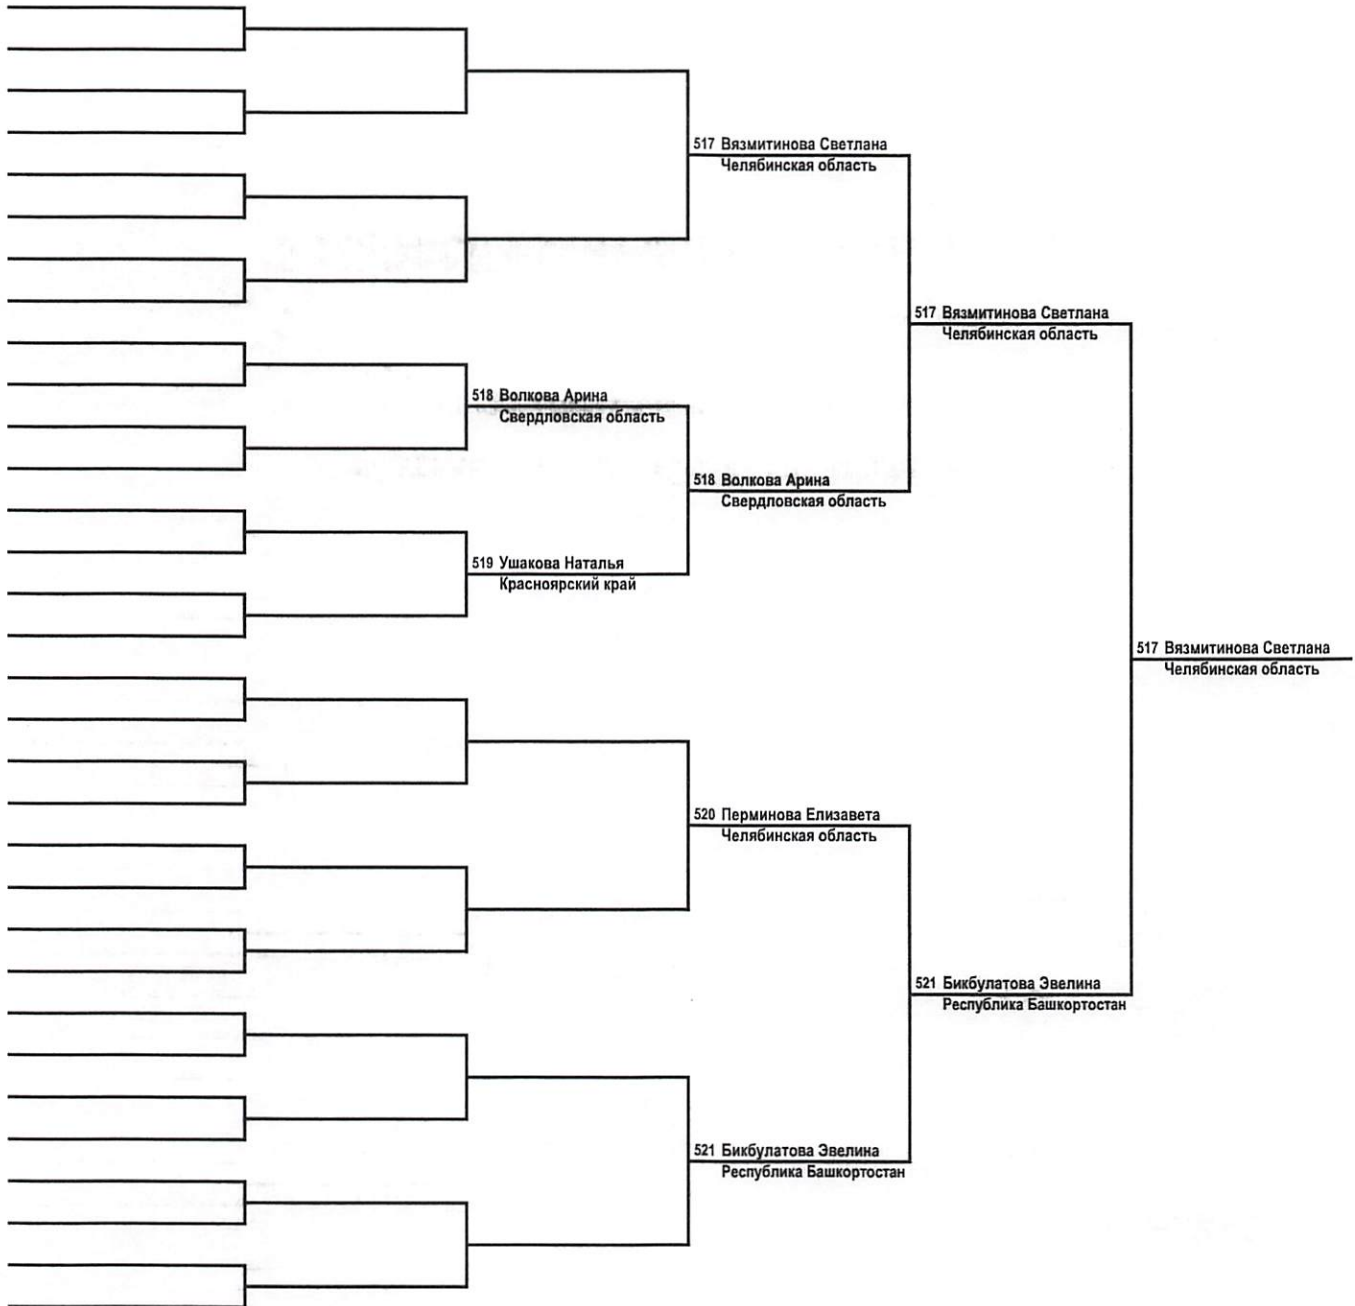 517 Вязмитинова Светлана
Челябинская область
517 Вязмитинова Светлана
Челябинская область
518 Волкова Арина
Свердловская область
518 Волкова Арина
Свердловская область
519 Ушакова Наталья
Красноярский край
517 Вязмитинова Светлана
Челябинская область
520 Перминова Елизавета
Челябинская область
521 Бикбулатова Эвелина
Республика Башкортостан
521 Бикбулатова Эвелина
Республика Башкортостан